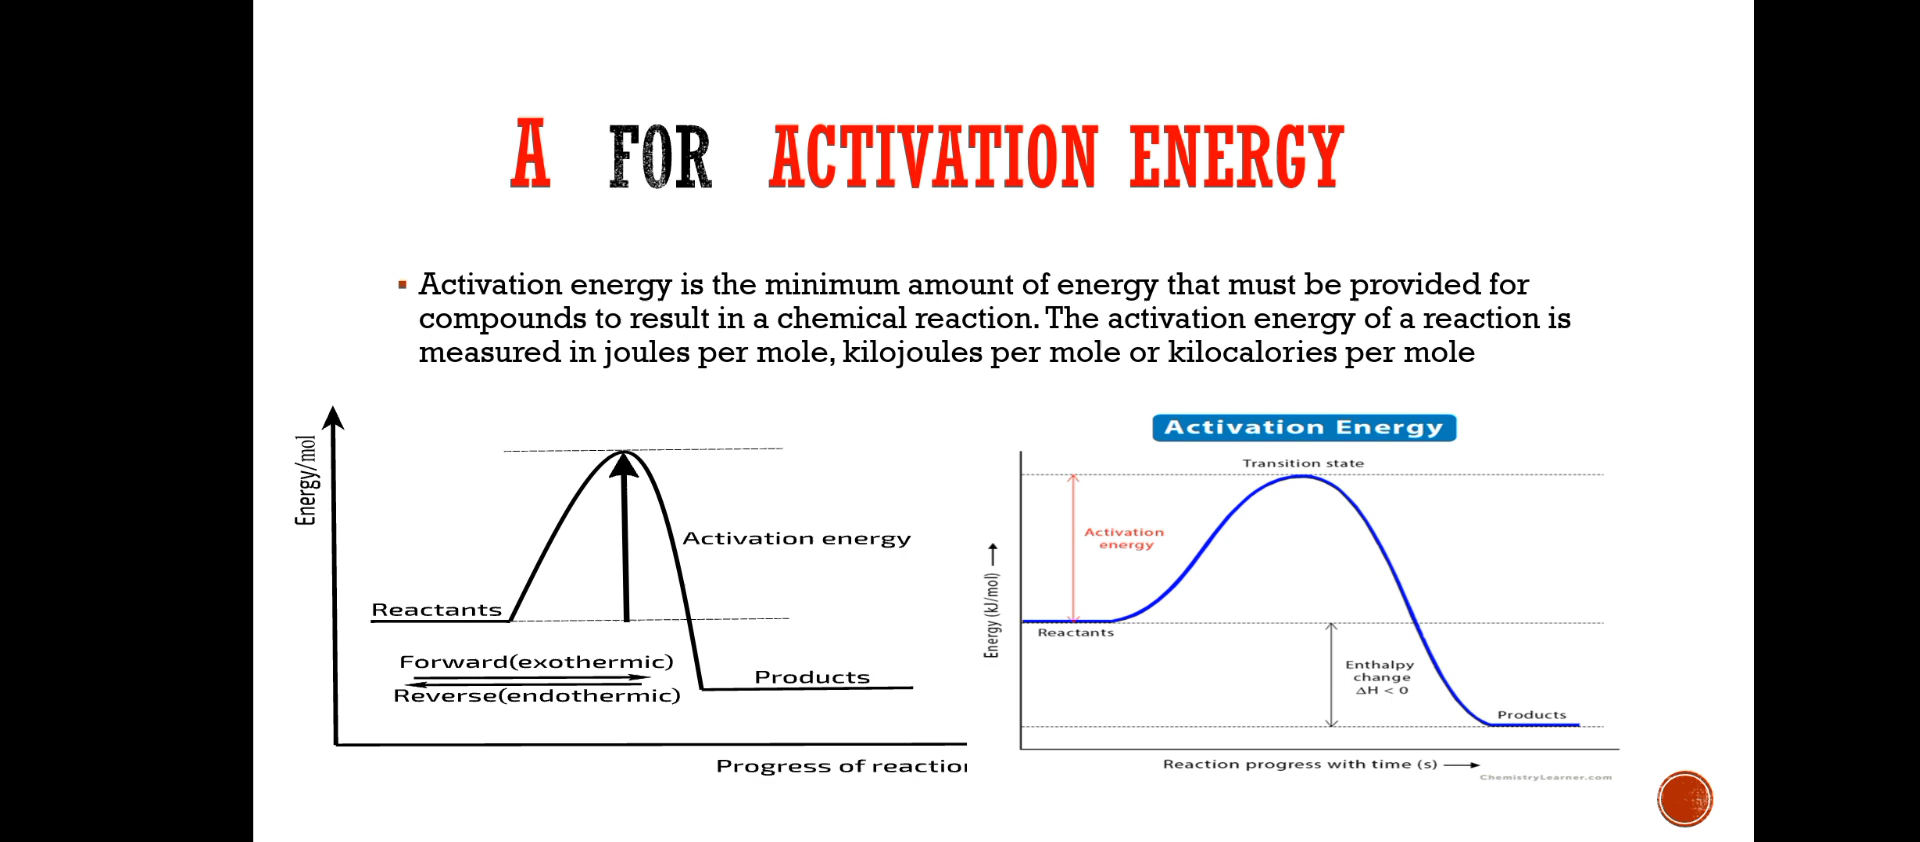 A FOR ACTIVATION ENERGY
▪ Activation energy is the minimum amount of energy that must be provided for
compounds to result in a chemical reaction. The activation energy of a reaction is
measured in joules per mole, kilojoules per mole or kilocalories per mole
Energy/mol
Activation energy
Reactants
Forward(exothermic)
Reverse(endothermic)
Products
Progress of reaction
Activation Energy
Transition state
Activation
energy
Energy (kJ/mol)
Reactants
Enthalpy
change
ΔH < 0
Products
Reaction progress with time (s)
ChemistryLearner.com